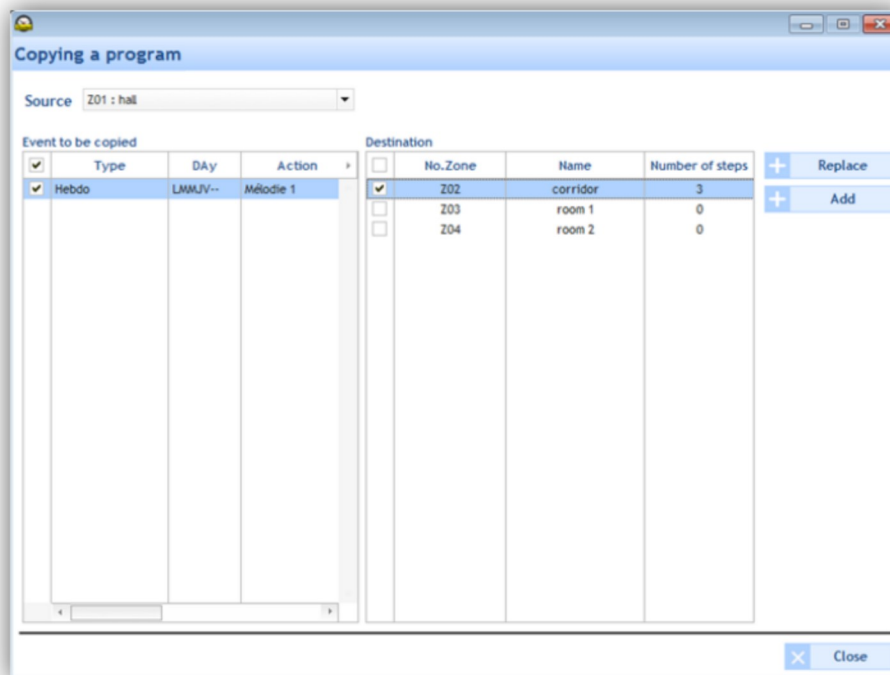 Copying a program
Source Z01 : hall
Event to be copied
Type DAy Action
Hebdo LMMJV-- Mélodie 1
Destination
No.Zone Name Number of steps
Z02 corridor 3
Z03 room 1 0
Z04 room 2 0
Replace
Add
Close